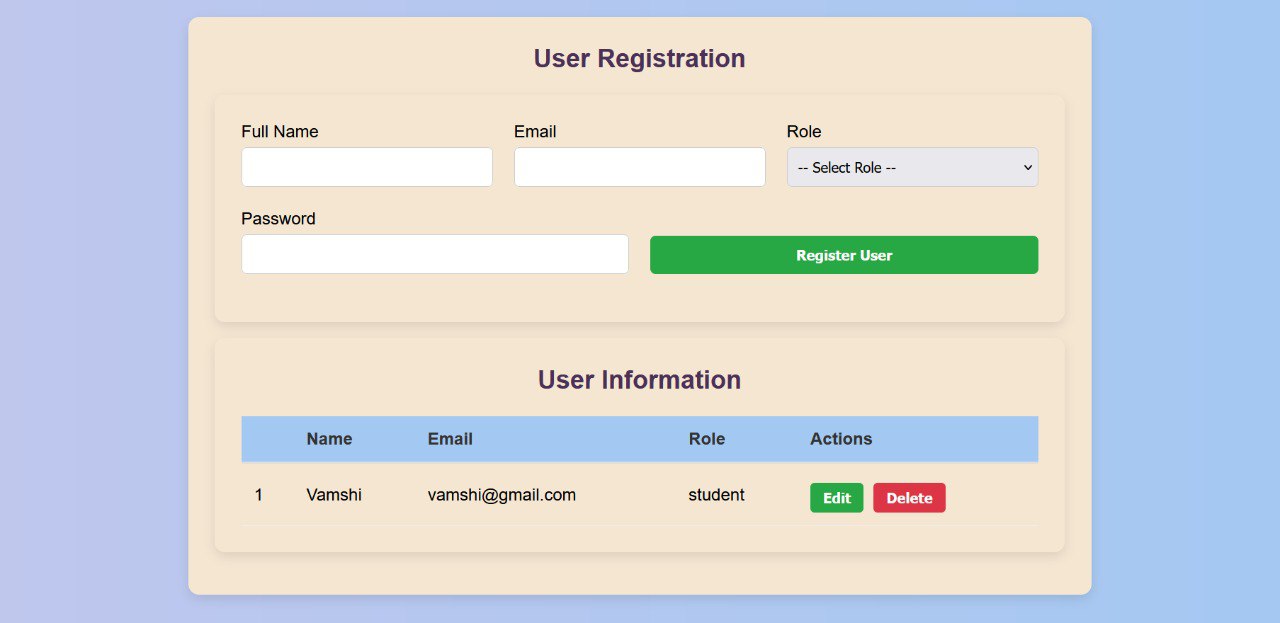 User Registration
Full Name Email Role
-- Select Role --
Password
Register User
User Information
Name Email Role Actions
1 Vamshi vamshi@gmail.com student Edit Delete